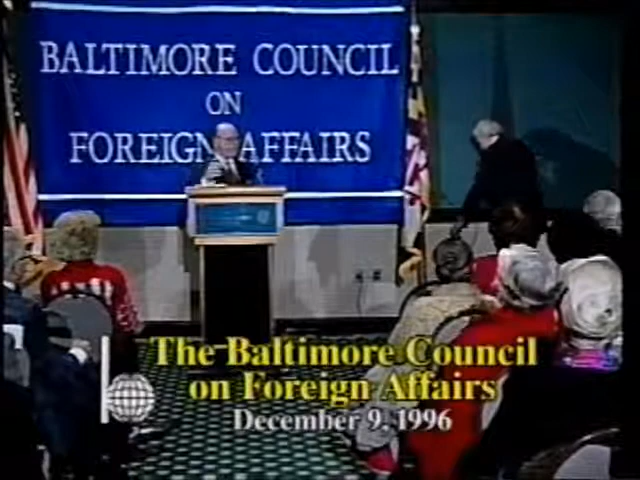 BALTIMORE COUNCIL
ON
FOREIGN AFFAIRS
The Baltimore Council
on Foreign Affairs
December 9, 1996